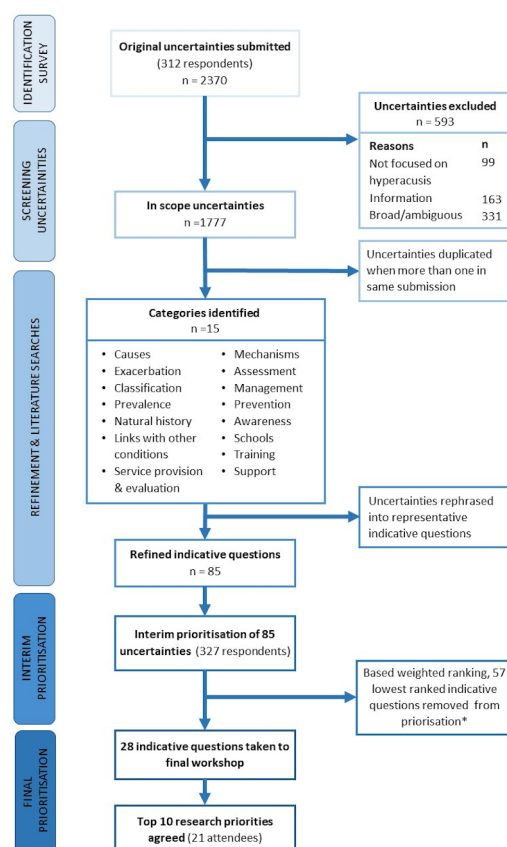 IDENTIFICATION
SURVEY
Original uncertainties submitted
(312 respondents)
n = 2370
Uncertainties excluded
n = 593
Reasons n
Not focused on 99
hyperacusis
Information 163
Broad/ambiguous 331
SCREENING
UNCERTAINITIES
In scope uncertainties
n =1777
Uncertainties duplicated
when more than one in
same submission
REFINEMENT & LITERATURE SEARCHES
Categories identified
n =15
• Causes
• Exacerbation
• Classification
• Prevalence
• Natural history
• Links with other
conditions
• Service provision
& evaluation
• Mechanisms
• Assessment
• Management
• Prevention
• Awareness
• Schools
• Training
• Support
Uncertainties rephrased
into representative
indicative questions
Refined indicative questions
n = 85
INTERIM
PRIORITISATION
Interim prioritisation of 85
uncertainties (327 respondents)
Based weighted ranking, 57
lowest ranked indicative
questions removed from
priorisation*
FINAL
PRIORITISATION
28 indicative questions taken to
final workshop
Top 10 research priorities
agreed (21 attendees)